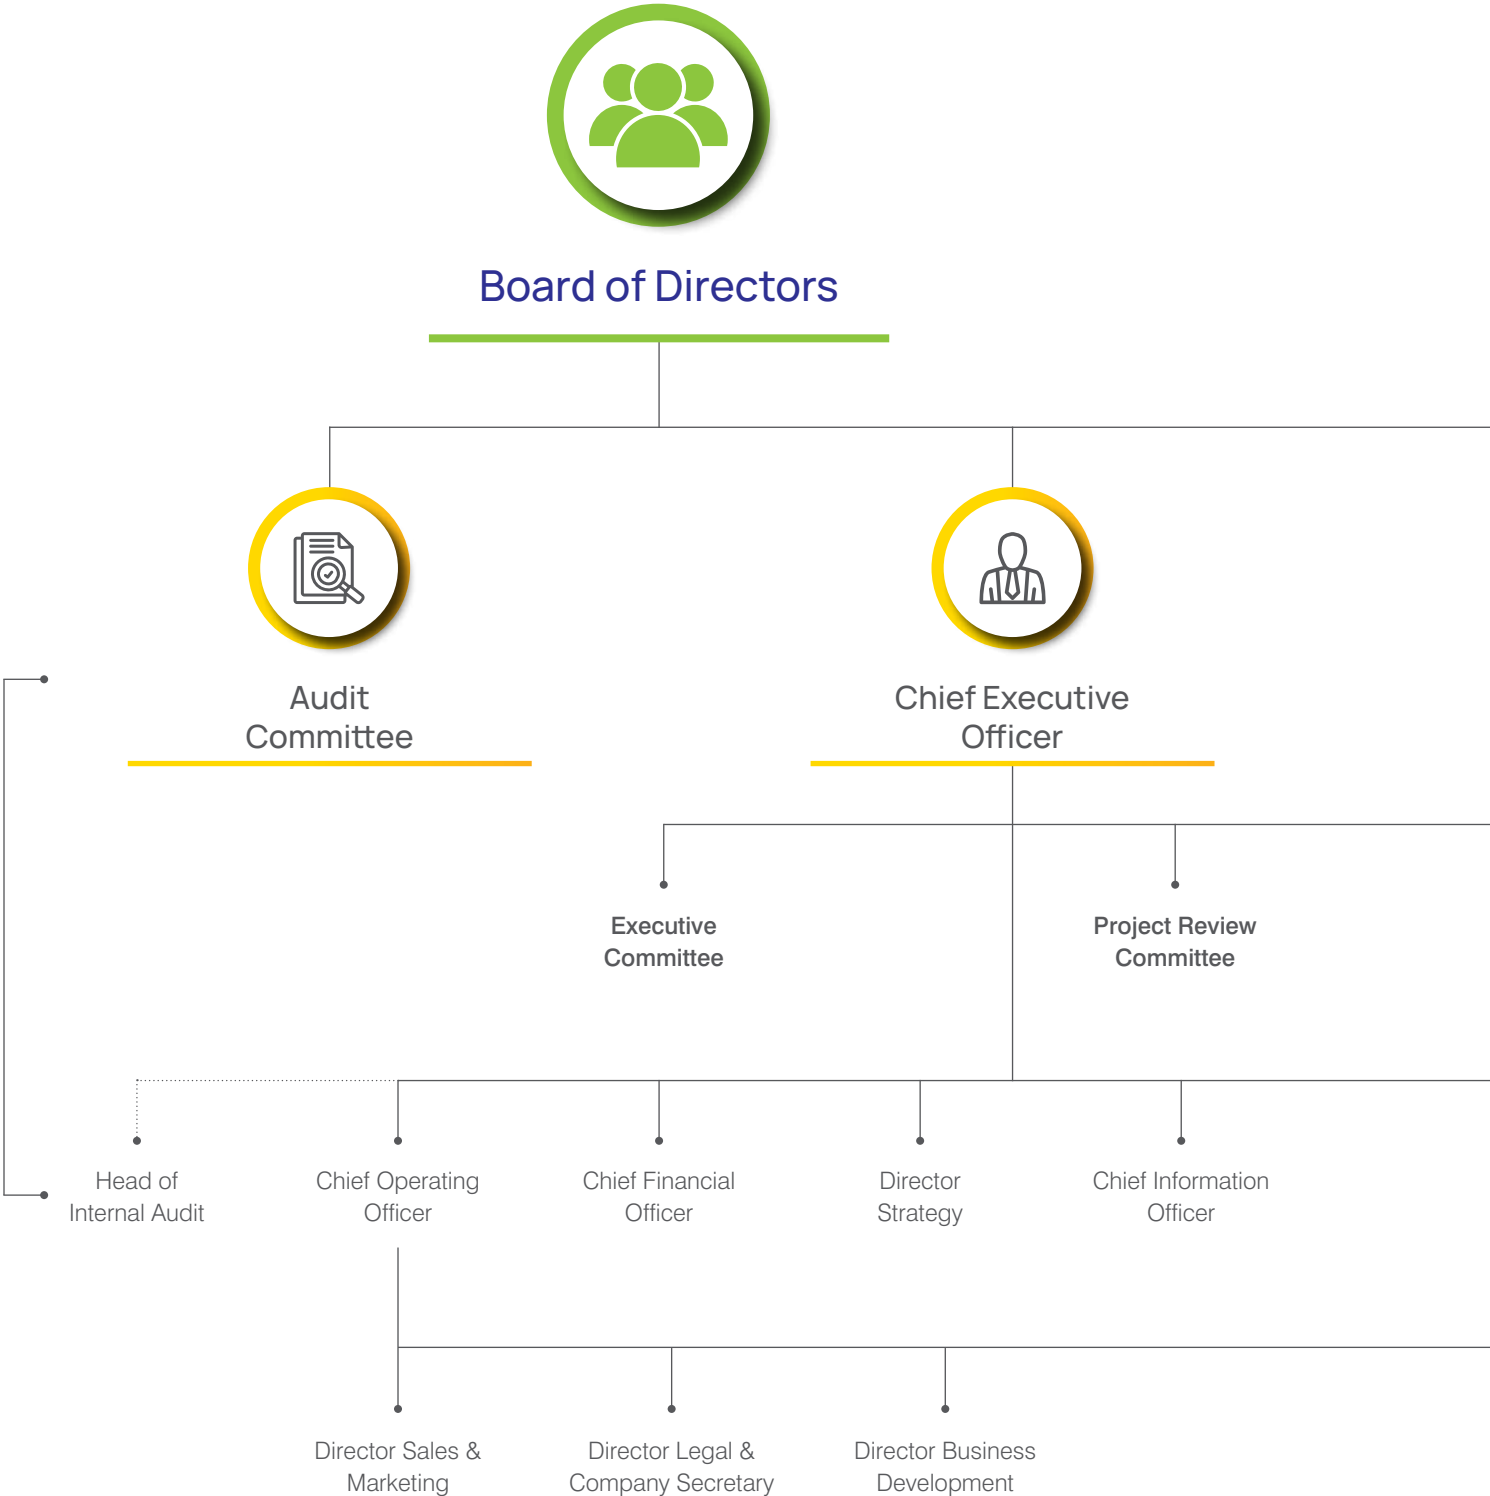 Board of Directors
Audit
Committee
Chief Executive
Officer
Executive
Committee
Project Review
Committee
Head of
Internal Audit
Chief Operating
Officer
Chief Financial
Officer
Director
Strategy
Chief Information
Officer
Director Sales &
Marketing
Director Legal &
Company Secretary
Director Business
Development